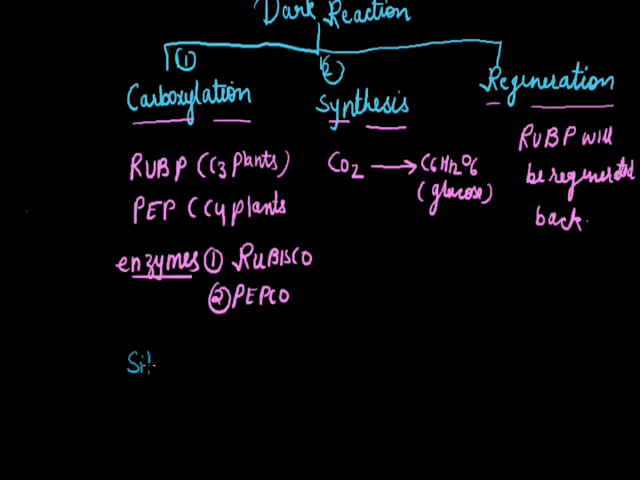 Dark Reaction
① ②
Carboxylation Synthesis Regeneration
RUBP (C3 plants) CO2 → C6H12O6 RUBP will
PEP (C4 plants (glucose) be regenerated
back.
enzymes ① RUBISCO
② PEPCO